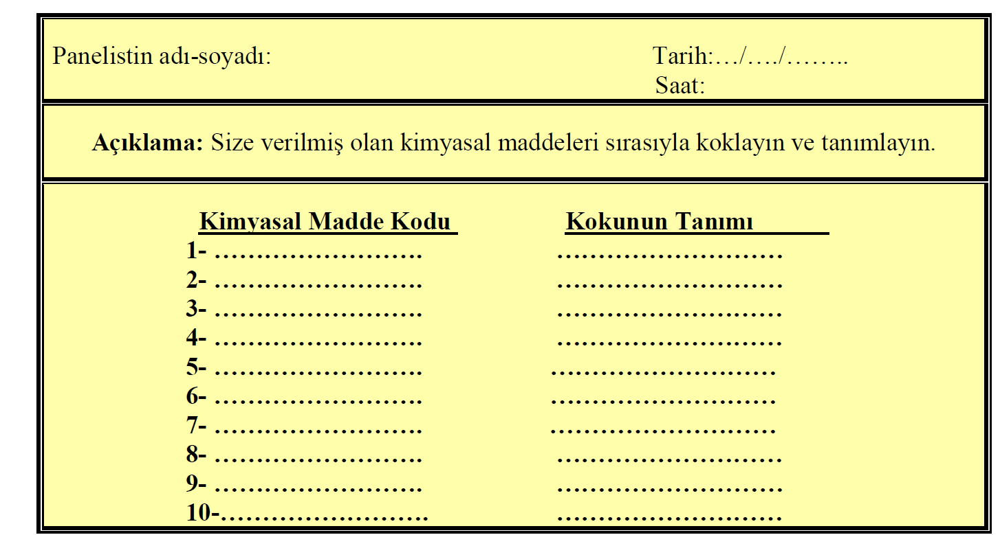 Panelistin adı-soyadı: Tarih:…/…./……..
Saat:
Açıklama: Size verilmiş olan kimyasal maddeleri sırasıyla koklayın ve tanımlayın.
Kimyasal Madde Kodu Kokunun Tanımı
1- ……………………. ………………………
2- ……………………. ………………………
3- ……………………. ………………………
4- ……………………. ………………………
5- ……………………. ………………………
6- ……………………. ………………………
7- ……………………. ………………………
8- ……………………. ………………………
9- ……………………. ………………………
10-……………………. ………………………